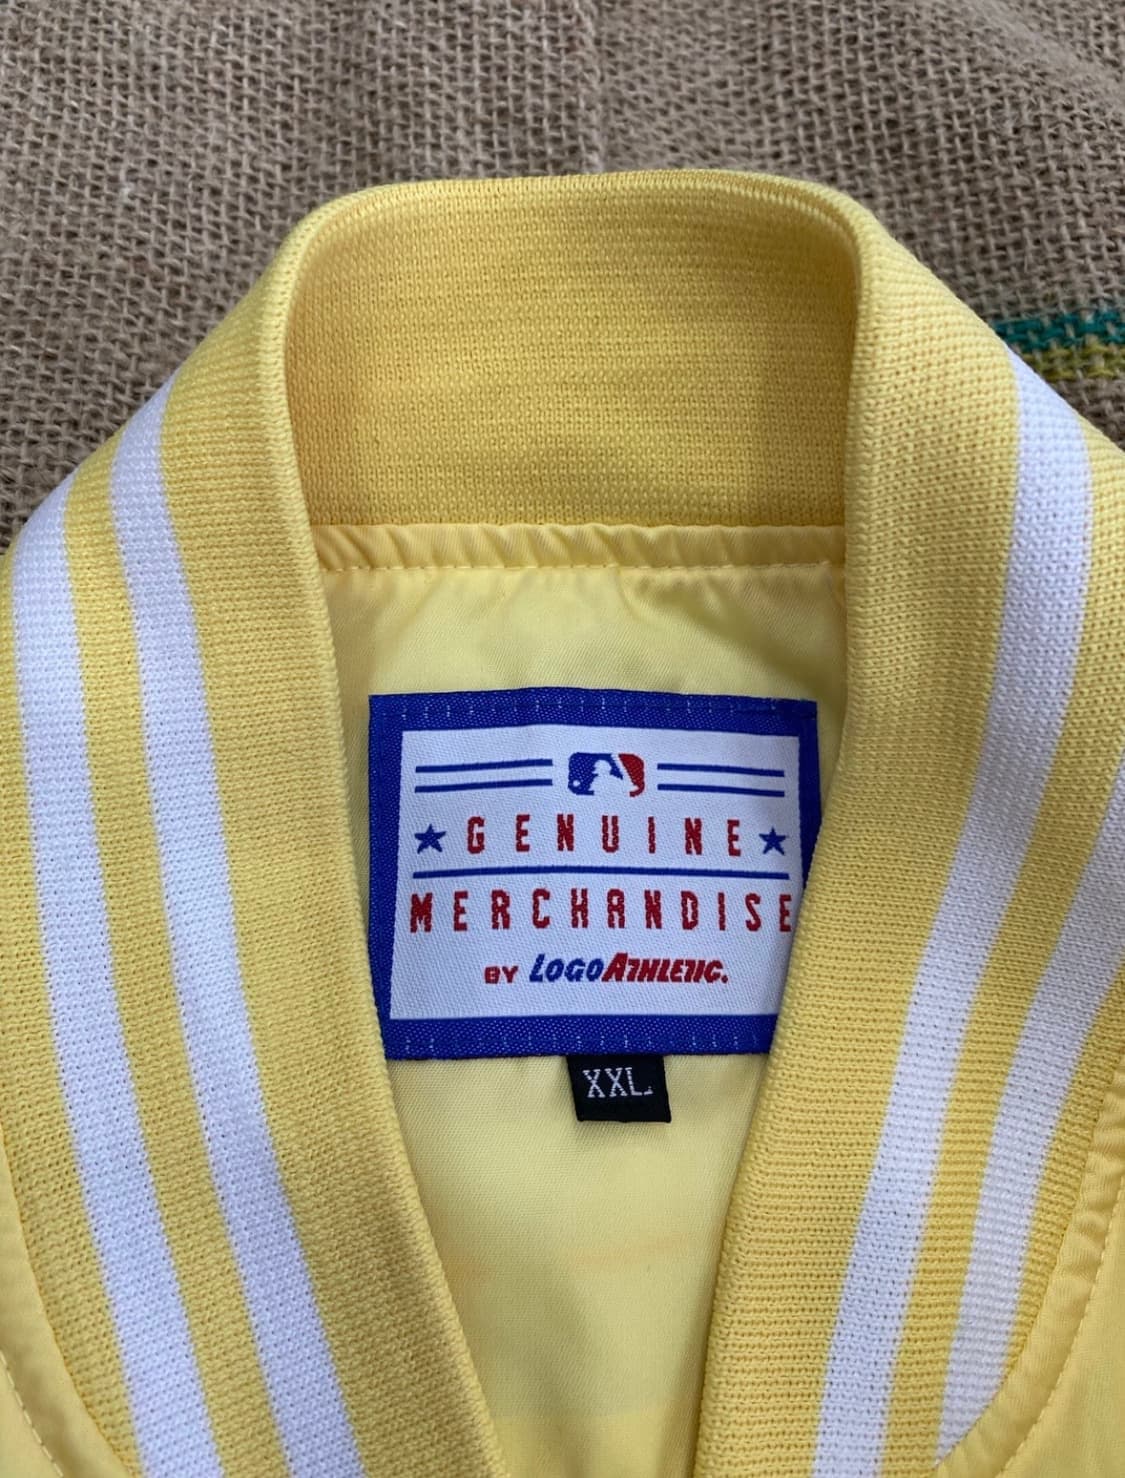 GENUINE
MERCHANDISE
BY LOGOATHLETIC.
XXL